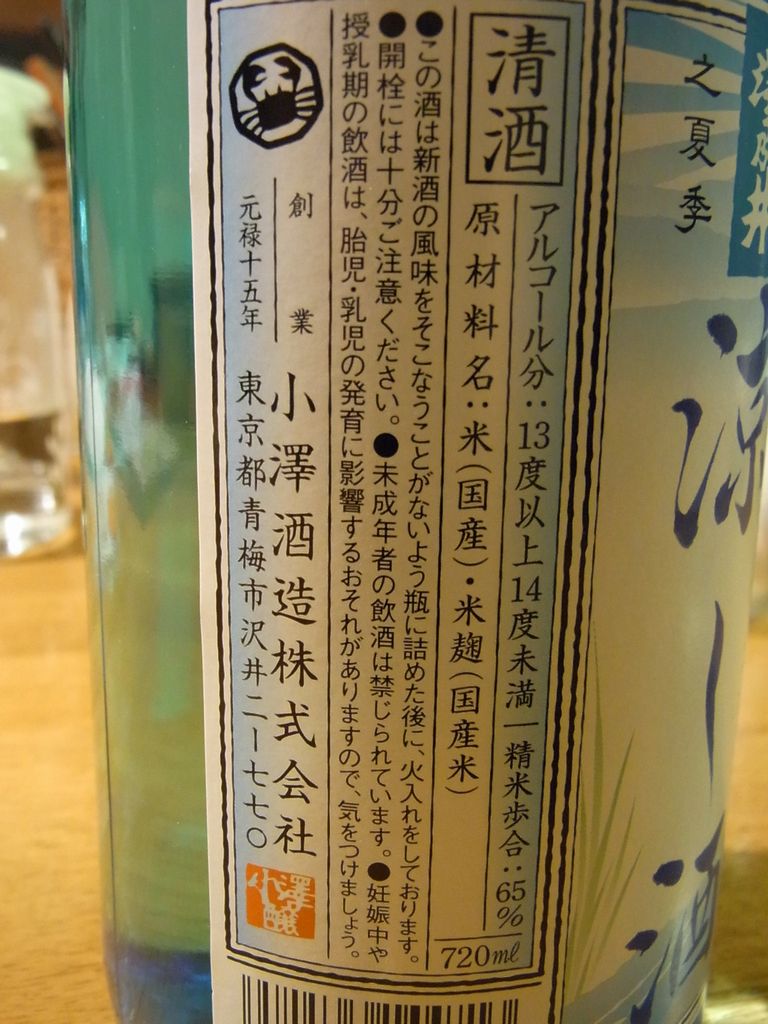 之夏季
涼し酒
清酒
アルコール分：13度以上14度未満
精米歩合：65%
原材料名：米（国産）・米麹（国産米）
720ml
●この酒は新酒の風味をそこなうことがないよう瓶に詰めた後に、火入れをしております。
●開栓には十分ご注意ください。●未成年者の飲酒は禁じられています。●妊娠中や
授乳期の飲酒は、胎児・乳児の発育に影響するおそれがありますので、気をつけましょう。
創業
元禄十五年
小澤酒造株式会社
東京都青梅市沢井二ー七七〇
小澤醸